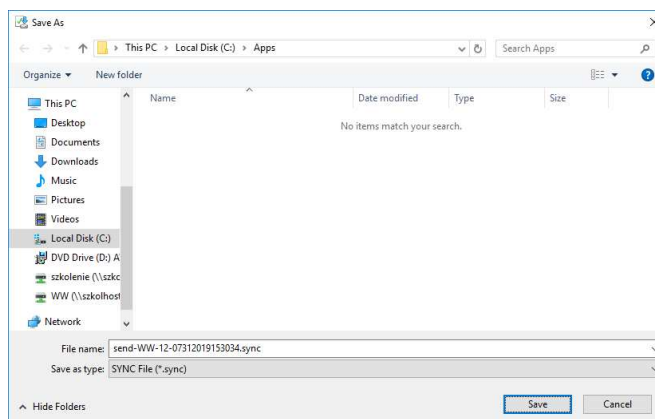 Save As
This PC > Local Disk (C:) > Apps
Search Apps
Organize
New folder
Name
Date modified
Type
Size
No items match your search.
This PC
Desktop
Documents
Downloads
Music
Pictures
Videos
Local Disk (C:)
DVD Drive (D:) A
szkolenie (\\szkc
WW (\\szkolhost
Network
File name: send-WW-12-07312019153034.sync
Save as type: SYNC File (*.sync)
Hide Folders
Save
Cancel